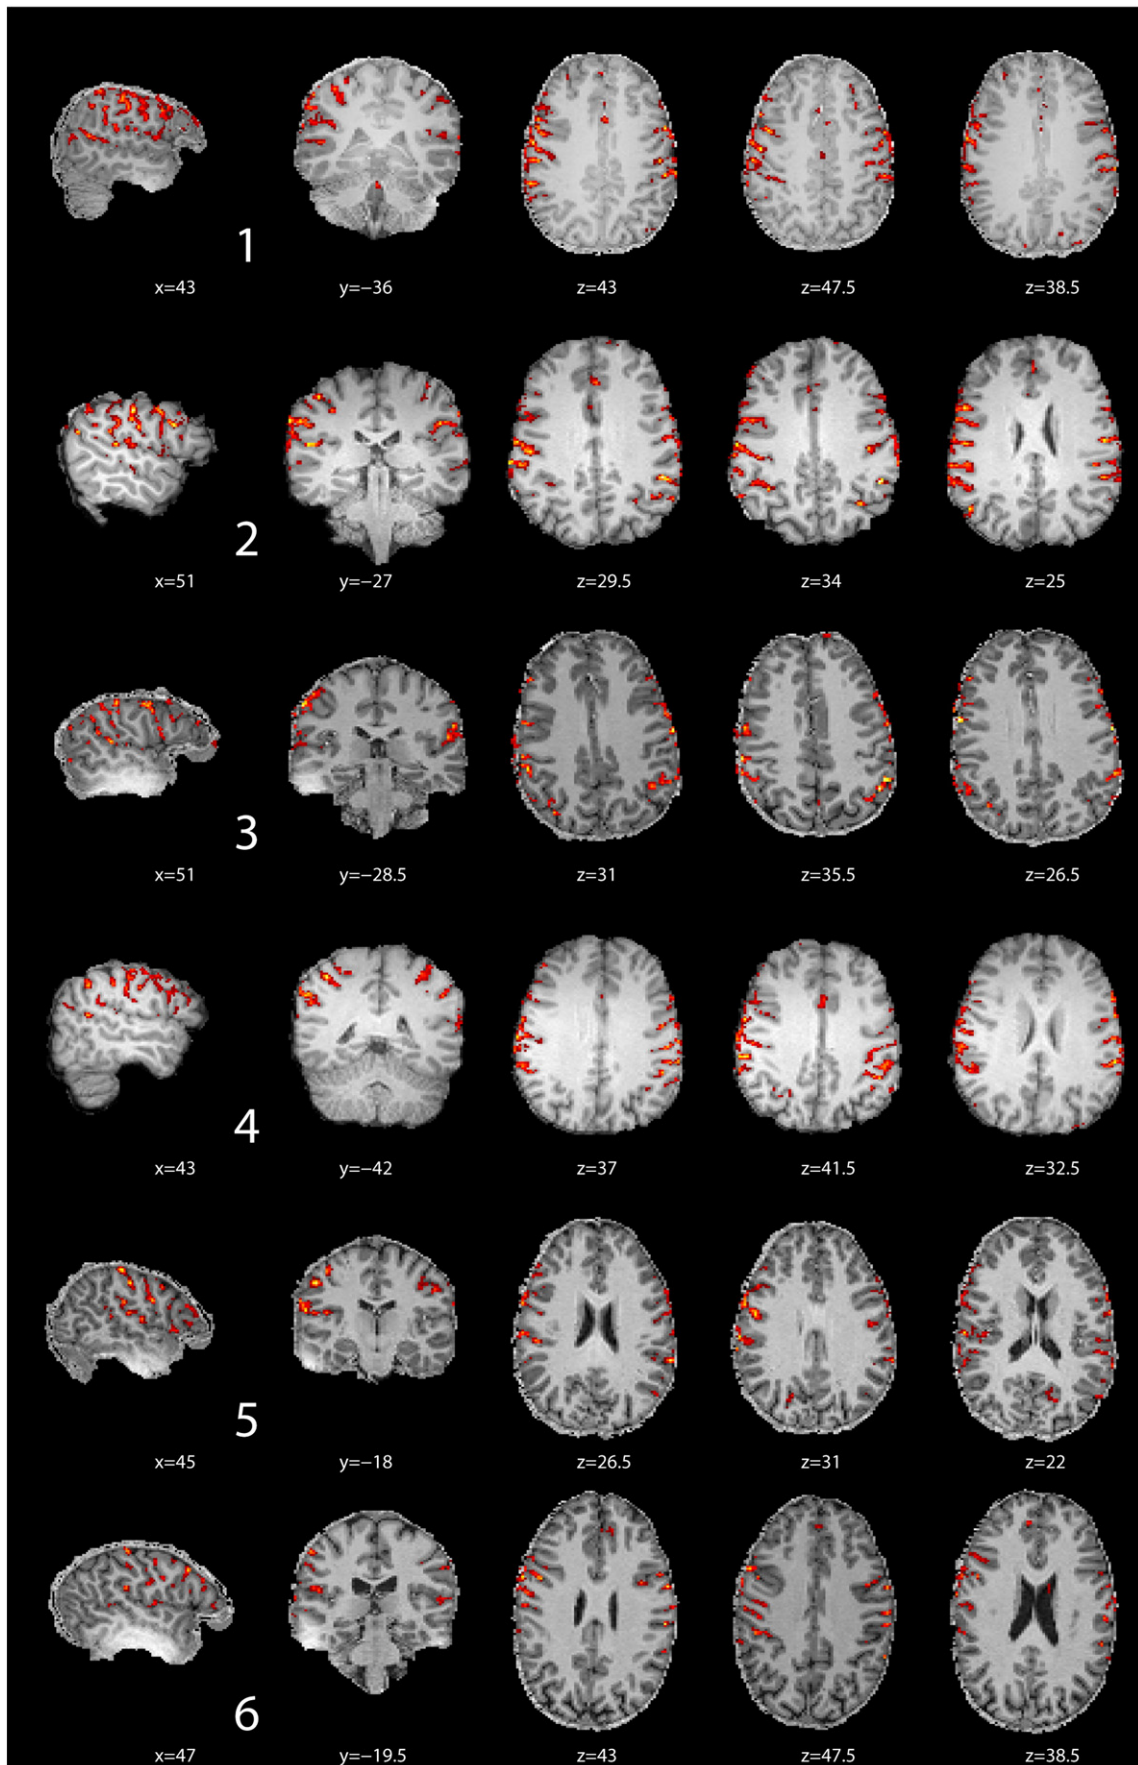 1
x=43 y=−36 z=43 z=47.5 z=38.5
2
x=51 y=−27 z=29.5 z=34 z=25
3
x=51 y=−28.5 z=31 z=35.5 z=26.5
4
x=43 y=−42 z=37 z=41.5 z=32.5
5
x=45 y=−18 z=26.5 z=31 z=22
6
x=47 y=−19.5 z=43 z=47.5 z=38.5